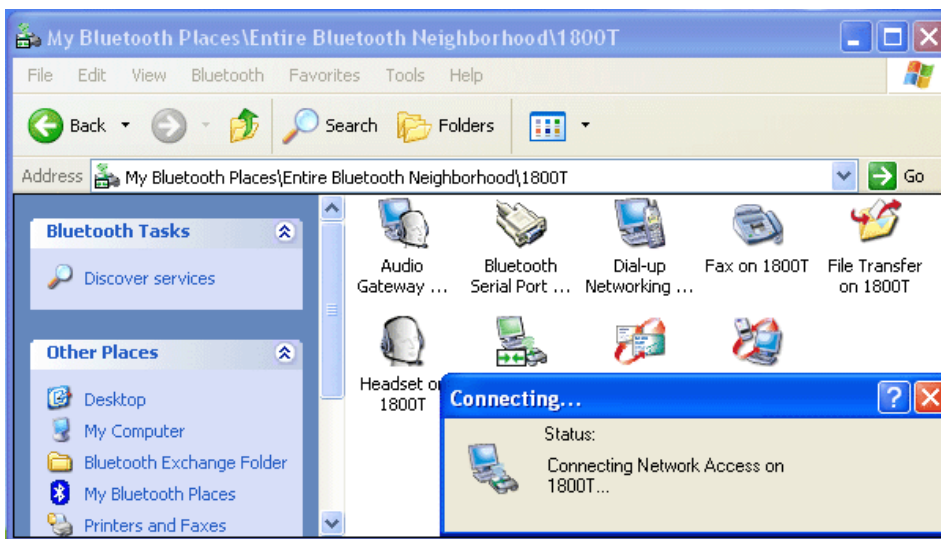 My Bluetooth Places\Entire Bluetooth Neighborhood\1800T
File Edit View Bluetooth Favorites Tools Help
Back Search Folders
Address My Bluetooth Places\Entire Bluetooth Neighborhood\1800T Go
Bluetooth Tasks
Discover services
Other Places
Desktop
My Computer
Bluetooth Exchange Folder
My Bluetooth Places
Printers and Faxes
Audio
Gateway ...
Bluetooth
Serial Port ...
Dial-up
Networking ...
Fax on 1800T
File Transfer
on 1800T
Headset on
1800T
Connecting...
Status:
Connecting Network Access on
1800T...